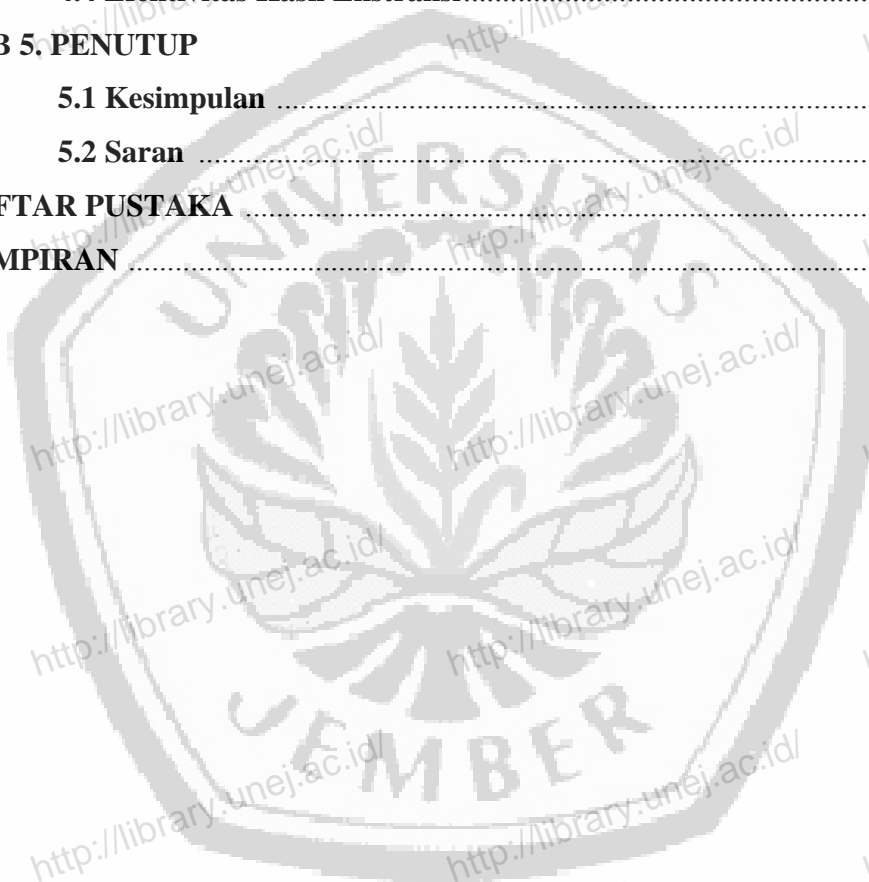 B 5. PENUTUP
5.1 Kesimpulan ........................................................................
5.2 Saran ........................................................................
FTAR PUSTAKA ........................................................................
MPIRAN ........................................................................
UNIVERSITAS
JEMBER
http://library.unej.ac.id/
http://library.unej.ac.id/
http://library.unej.ac.id/
http://library.unej.ac.id/
http://library.unej.ac.id/
http://library.unej.ac.id/
http://library.unej.ac.id/
http://library.unej.ac.id/